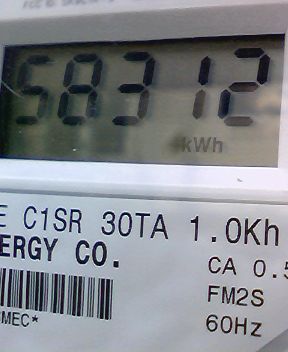 58312
kWh
E C1SR 30TA 1.0Kh
ERGY CO.
CA 0.5
FM2S
MEC*
60Hz